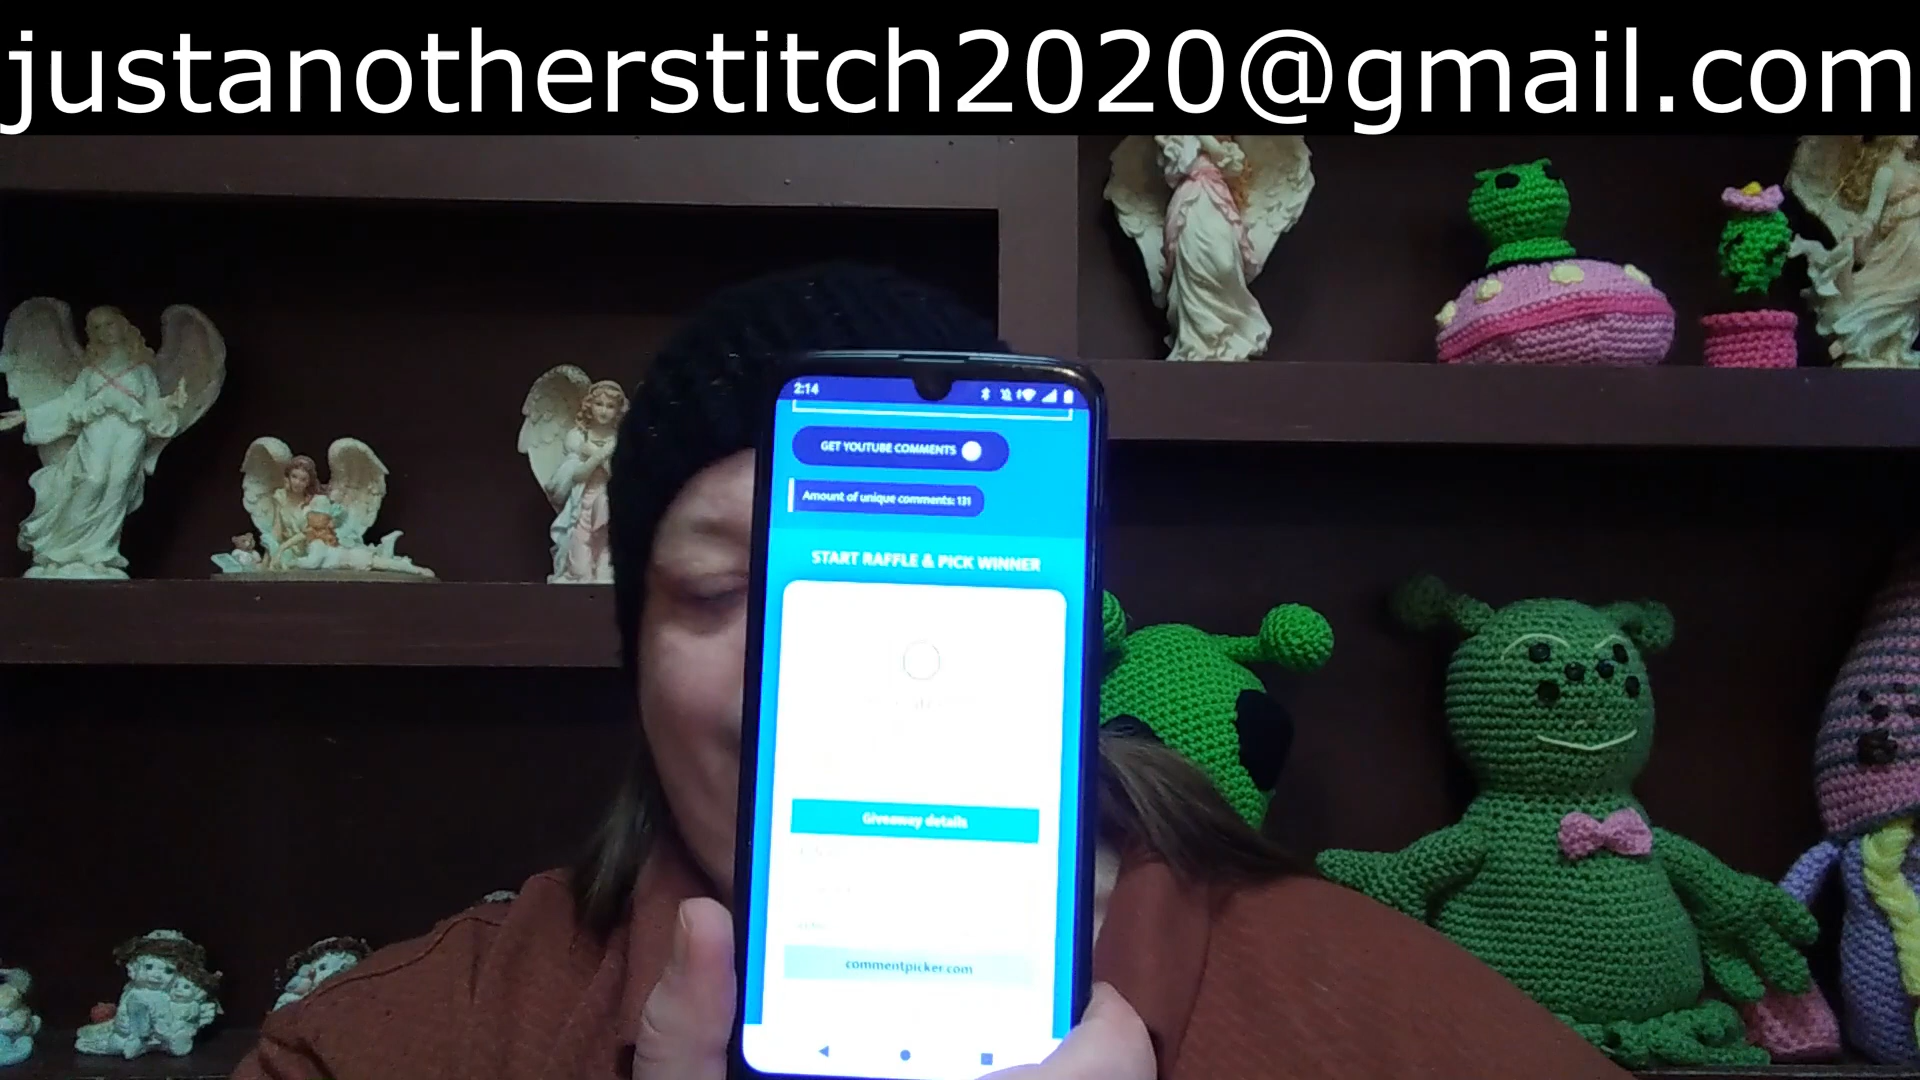 justanotherstitch2020@gmail.com
2:14
GET YOUTUBE COMMENTS
Amount of unique comments: 131
START RAFFLE & PICK WINNER
Giveaway details
commentpicker.com